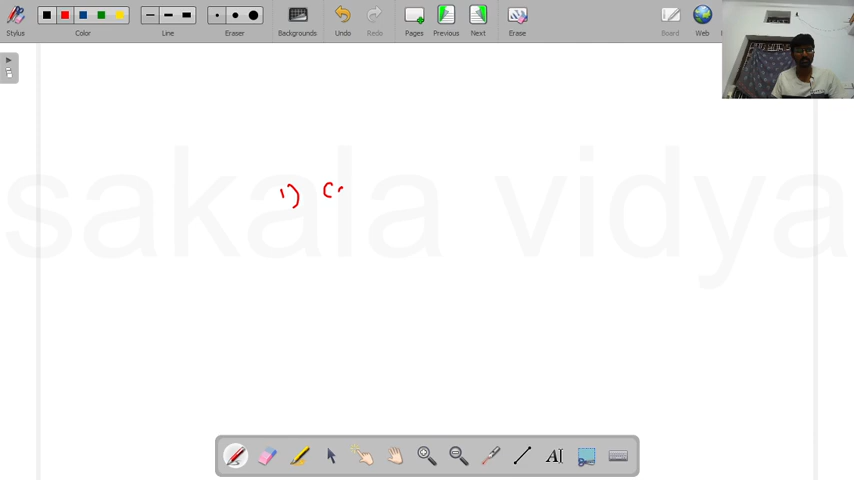 Stylus
Color
Line
Eraser
Backgrounds
Undo
Redo
Pages
Previous
Next
Erase
Board
Web
sakala vidya
1) C